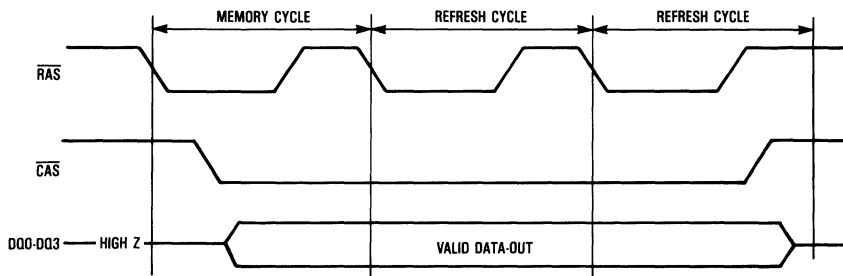 MEMORY CYCLE REFRESH CYCLE REFRESH CYCLE
RAS
CAS
DQ0-DQ3 HIGH Z VALID DATA-OUT